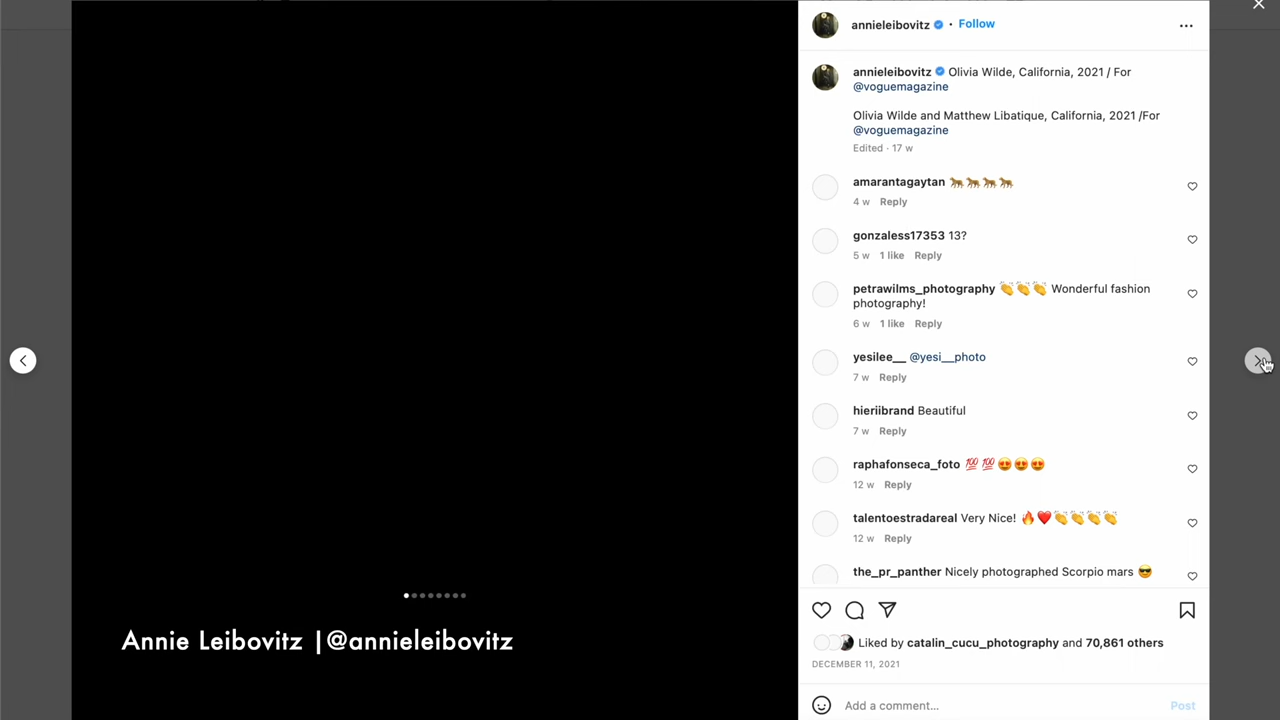 annieleibovitz • Follow
annieleibovitz Olivia Wilde, California, 2021 / For
@voguemagazine
Olivia Wilde and Matthew Libatique, California, 2021 /For
@voguemagazine
Edited · 17 w
amarantagaytan 🐆🐆🐆🐆
4 w Reply
gonzaless17353 13?
5 w 1 like Reply
petrawilms_photography 👏👏👏 Wonderful fashion
photography!
6 w 1 like Reply
yesilee__ @yesi__photo
7 w Reply
hieriibrand Beautiful
7 w Reply
raphafonseca_foto 💯💯😍😍😍
12 w Reply
talentoestradareal Very Nice! 🔥❤️👏👏👏👏
12 w Reply
the_pr_panther Nicely photographed Scorpio mars 😎
Liked by catalin_cucu_photography and 70,861 others
DECEMBER 11, 2021
Add a comment... Post
Annie Leibovitz |@annieleibovitz